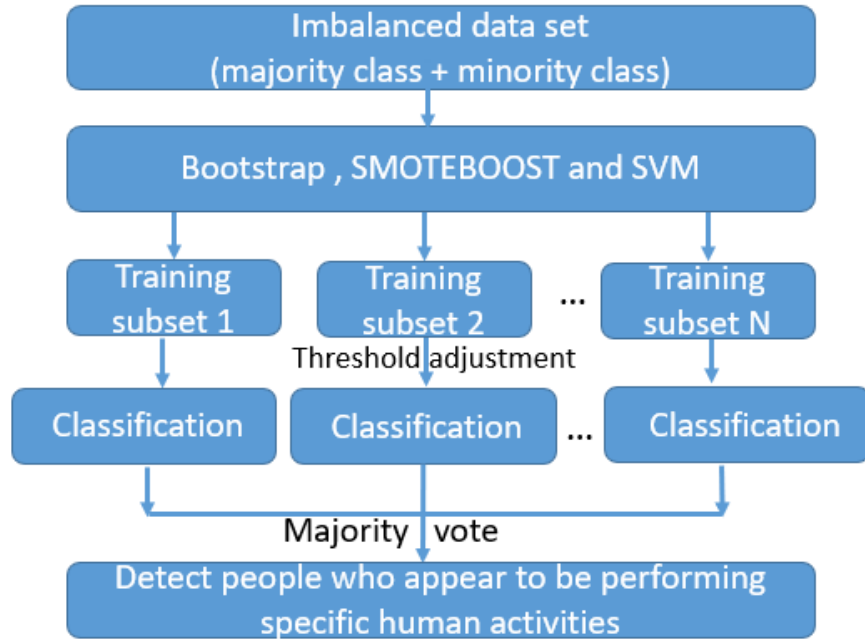 Imbalanced data set
(majority class + minority class)
Bootstrap , SMOTEBOOST and SVM
Training
subset 1
Training
subset 2
...
Training
subset N
Threshold adjustment
Classification
Classification
...
Classification
Majority vote
Detect people who appear to be performing
specific human activities